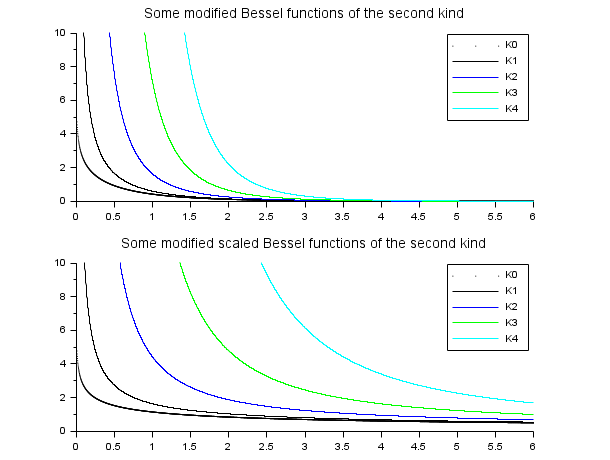 Some modified Bessel functions of the second kind
10
8
6
4
2
0
0 0.5 1 1.5 2 2.5 3 3.5 4 4.5 5 5.5 6
K0
K1
K2
K3
K4
Some modified scaled Bessel functions of the second kind
10
8
6
4
2
0
0 0.5 1 1.5 2 2.5 3 3.5 4 4.5 5 5.5 6
K0
K1
K2
K3
K4